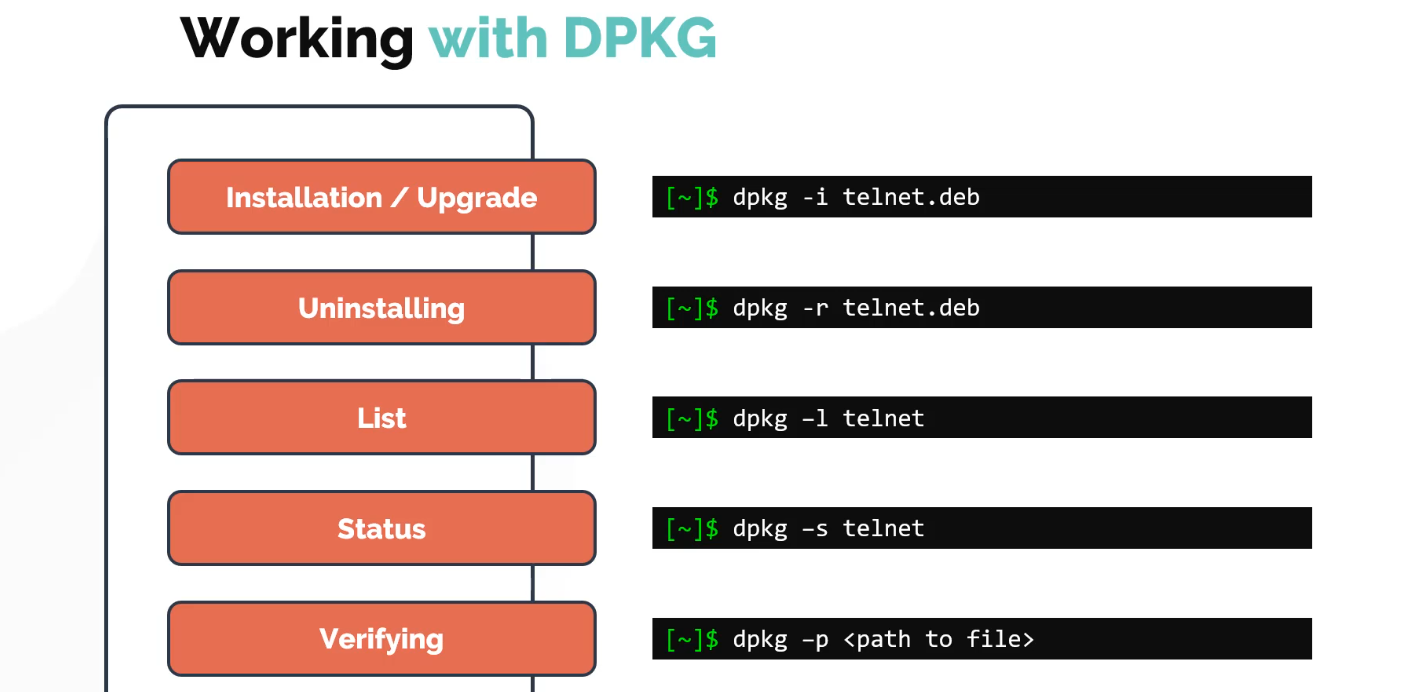 Working with DPKG
Installation / Upgrade
[~]$ dpkg -i telnet.deb
Uninstalling
[~]$ dpkg -r telnet.deb
List
[~]$ dpkg –l telnet
Status
[~]$ dpkg –s telnet
Verifying
[~]$ dpkg –p <path to file>